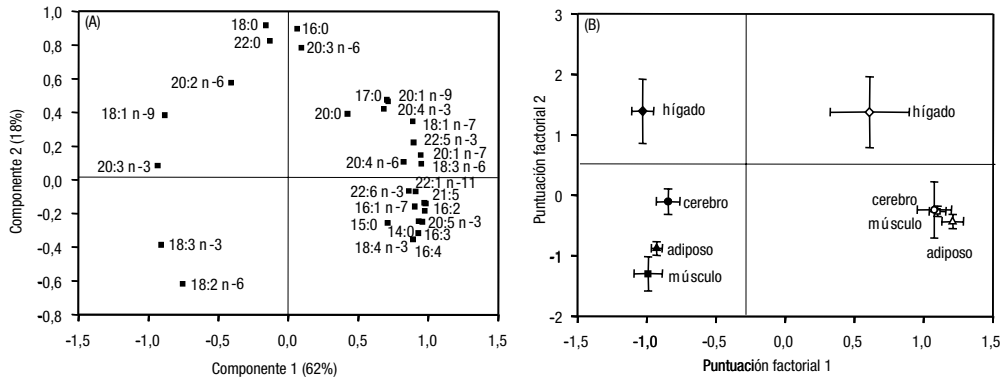 (A)
1,0
0,8
0,6
0,4
0,2
0,0
-0,2
-0,4
-0,6
-0,8
Componente 2 (18%)
18:0
22:0
16:0
20:3 n -6
20:2 n -6
18:1 n -9
20:3 n -3
17:0
20:1 n -9
20:0
20:4 n -3
18:1 n -7
22:5 n -3
20:4 n -6
20:1 n -7
18:3 n -6
22:6 n -3
22:1 n -11
21:5
16:1 n -7
16:2
15:0
20:5 n -3
14:0
16:3
18:4 n -3
16:4
18:3 n -3
18:2 n -6
-1,5
-1,0
-0,5
0,0
0,5
1,0
1,5
Componente 1 (62%)
(B)
3
2
1
0
-1
-2
Puntuación factorial 2
hígado
hígado
cerebro
cerebro
músculo
adiposo
adiposo
músculo
-1,5
-1,0
-0,5
0,0
0,5
1,0
1,5
Puntuación factorial 1